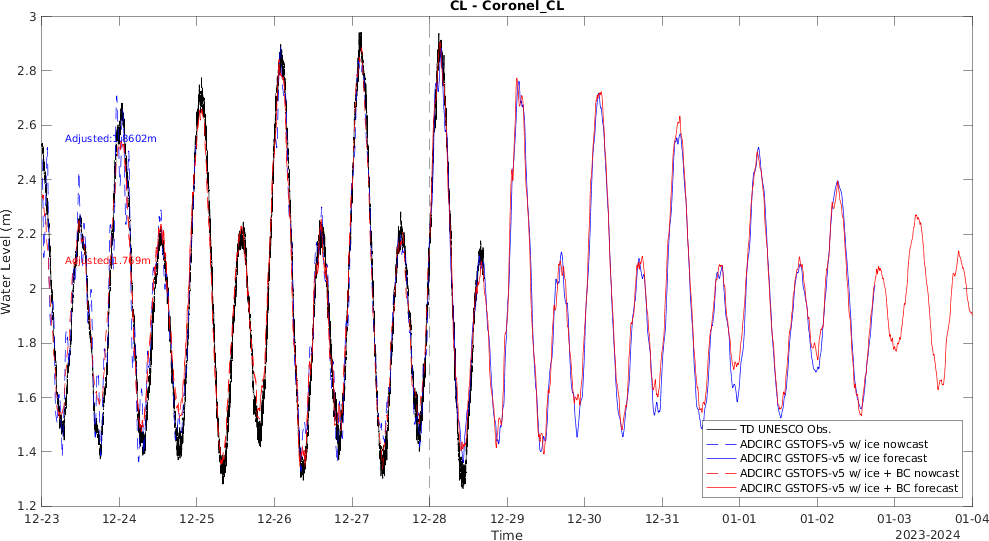 CL - Coronel_CL
3
2.8
2.6
2.4
2.2
2
1.8
1.6
1.4
1.2
Water Level (m)
Adjusted:1.8602m
Adjusted:1.769m
TD UNESCO Obs.
ADCIRC GSTOFS-v5 w/ ice nowcast
ADCIRC GSTOFS-v5 w/ ice forecast
ADCIRC GSTOFS-v5 w/ ice + BC nowcast
ADCIRC GSTOFS-v5 w/ ice + BC forecast
12-23 12-24 12-25 12-26 12-27 12-28 12-29 12-30 12-31 01-01 01-02 01-03 01-04
Time
2023-2024